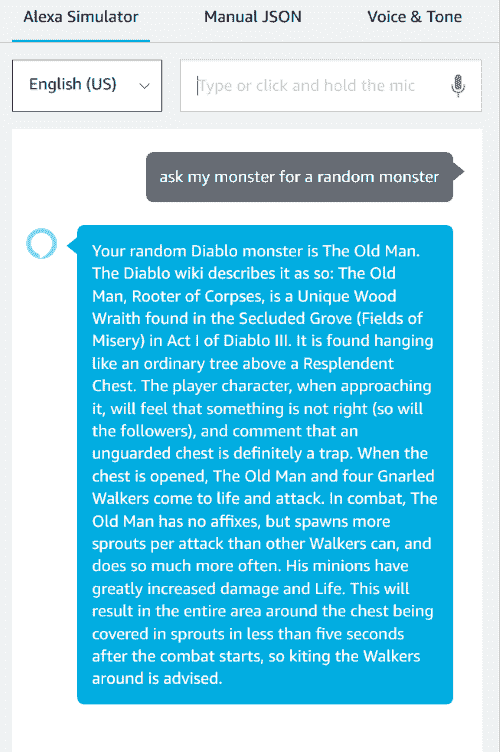 Alexa Simulator Manual JSON Voice & Tone
English (US) Type or click and hold the mic
ask my monster for a random monster
Your random Diablo monster is The Old Man.
The Diablo wiki describes it as so: The Old
Man, Rooter of Corpses, is a Unique Wood
Wraith found in the Secluded Grove (Fields of
Misery) in Act I of Diablo III. It is found hanging
like an ordinary tree above a Resplendent
Chest. The player character, when approaching
it, will feel that something is not right (so will
the followers), and comment that an
unguarded chest is definitely a trap. When the
chest is opened, The Old Man and four Gnarled
Walkers come to life and attack. In combat, The
Old Man has no affixes, but spawns more
sprouts per attack than other Walkers can, and
does so much more often. His minions have
greatly increased damage and Life. This will
result in the entire area around the chest being
covered in sprouts in less than five seconds
after the combat starts, so kiting the Walkers
around is advised.